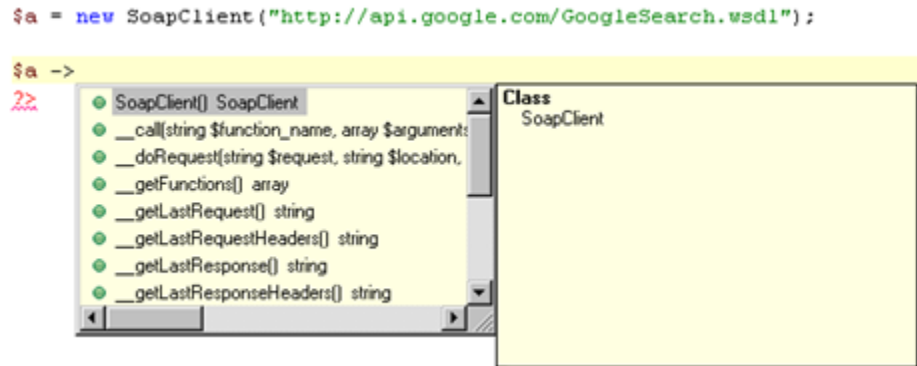 $a = new SoapClient("http://api.google.com/GoogleSearch.wsdl");
$a ->
?>
SoapClient() SoapClient
__call(string $function_name, array $arguments
__doRequest(string $request, string $location,
__getFunctions() array
__getLastRequest() string
__getLastRequestHeaders() string
__getLastResponse() string
__getLastResponseHeaders() string
Class
SoapClient